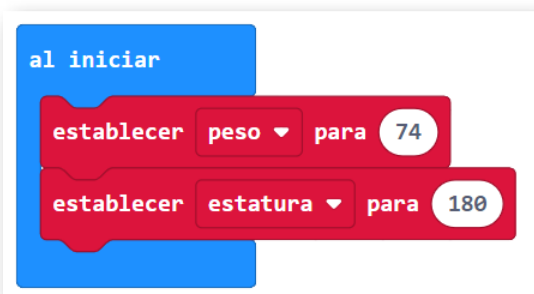 al iniciar
establecer peso para 74
establecer estatura para 180